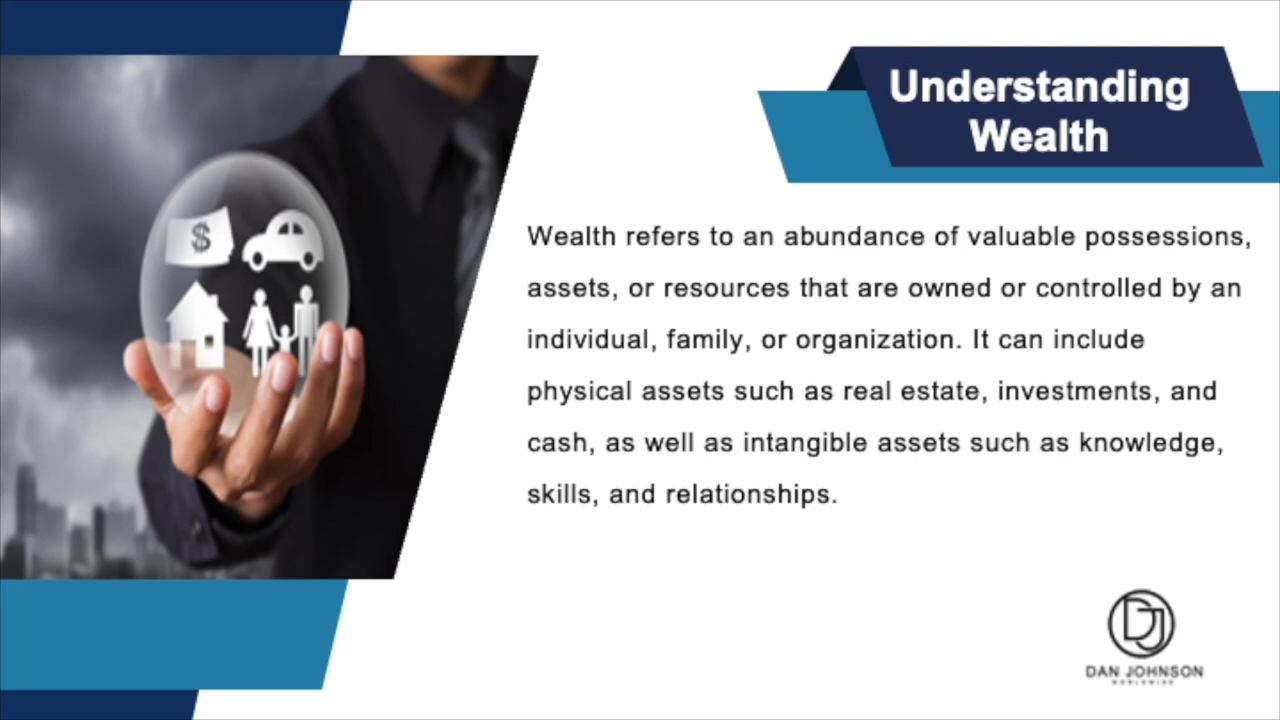 Understanding
Wealth
Wealth refers to an abundance of valuable possessions,
assets, or resources that are owned or controlled by an
individual, family, or organization. It can include
physical assets such as real estate, investments, and
cash, as well as intangible assets such as knowledge,
skills, and relationships.
$
DJ
DAN JOHNSON
WORLDWIDE